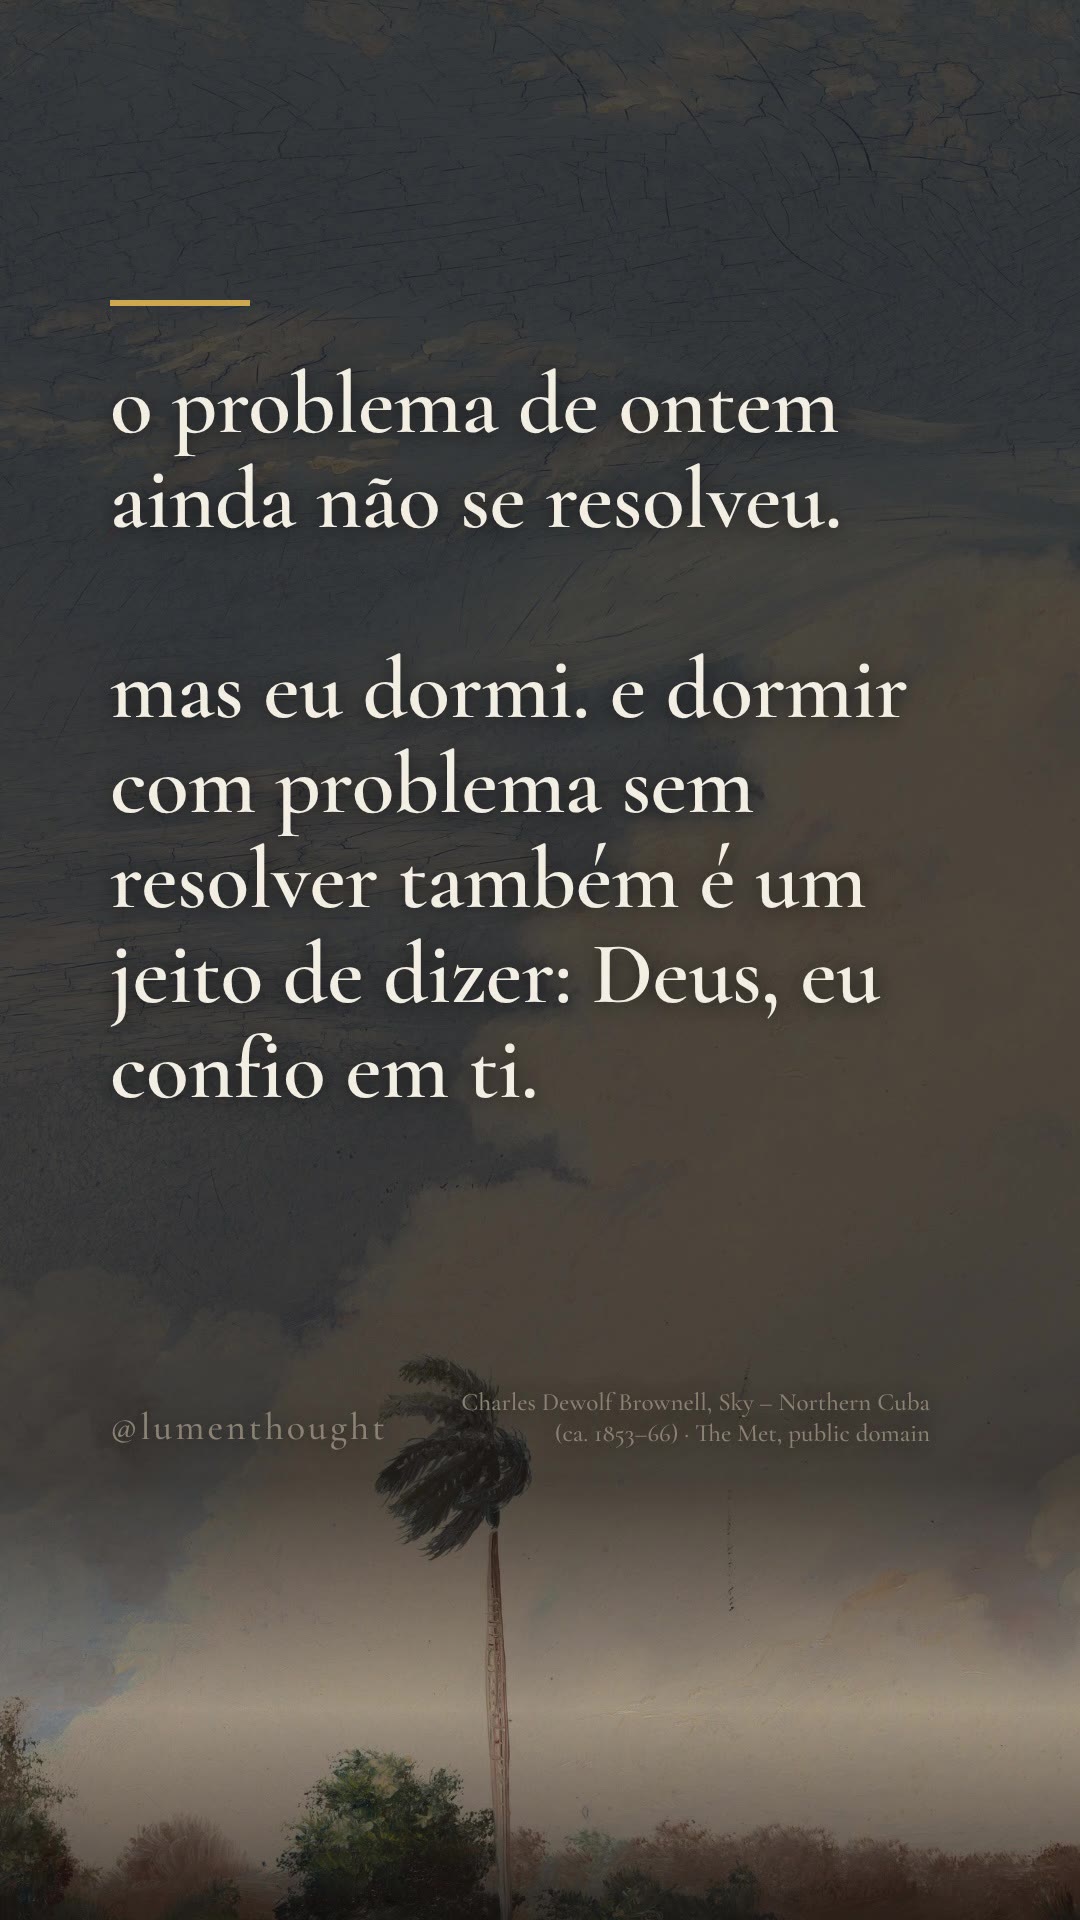 o problema de ontem
ainda não se resolveu.
mas eu dormi. e dormir
com problema sem
resolver também é um
jeito de dizer: Deus, eu
confio em ti.
@lumenthought
Charles Dewolf Brownell, Sky – Northern Cuba
(ca. 1853–66) · The Met, public domain